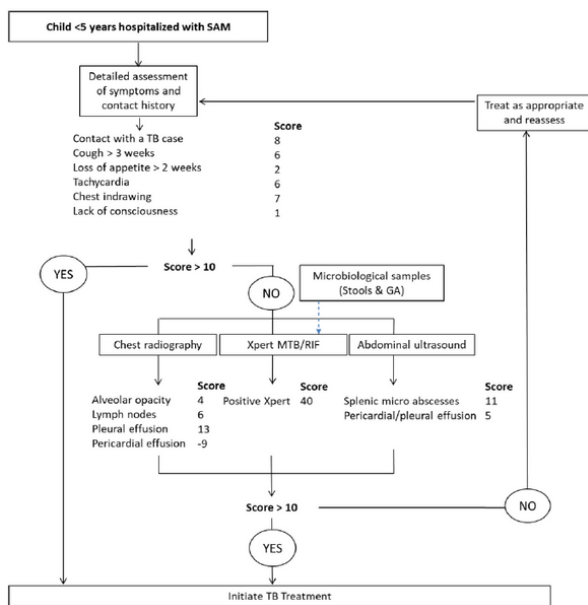 Child <5 years hospitalized with SAM
Detailed assessment
of symptoms and
contact history
Treat as appropriate
and reassess
Score
Contact with a TB case 8
Cough > 3 weeks 6
Loss of appetite > 2 weeks 2
Tachycardia 6
Chest indrawing 7
Lack of consciousness 1
YES
Score > 10
NO
Microbiological samples
(Stools & GA)
Chest radiography
Xpert MTB/RIF
Abdominal ultrasound
Score
Alveolar opacity 4
Lymph nodes 6
Pleural effusion 13
Pericardial effusion -9
Score
Positive Xpert 40
Score
Splenic micro abscesses 11
Pericardial/pleural effusion 5
Score > 10
NO
YES
Initiate TB Treatment